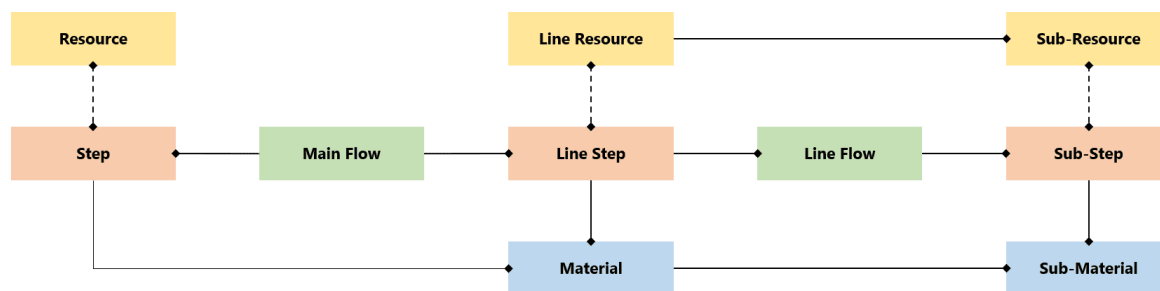 Resource
Line Resource
Sub-Resource
Step
Main Flow
Line Step
Line Flow
Sub-Step
Material
Sub-Material